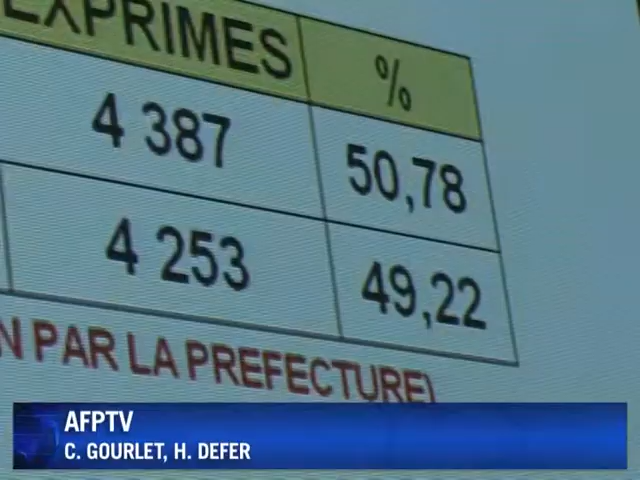 EXPRIMES %
4 387 50,78
4 253 49,22
N PAR LA PREFECTURE)
AFPTV
C. GOURLET, H. DEFER